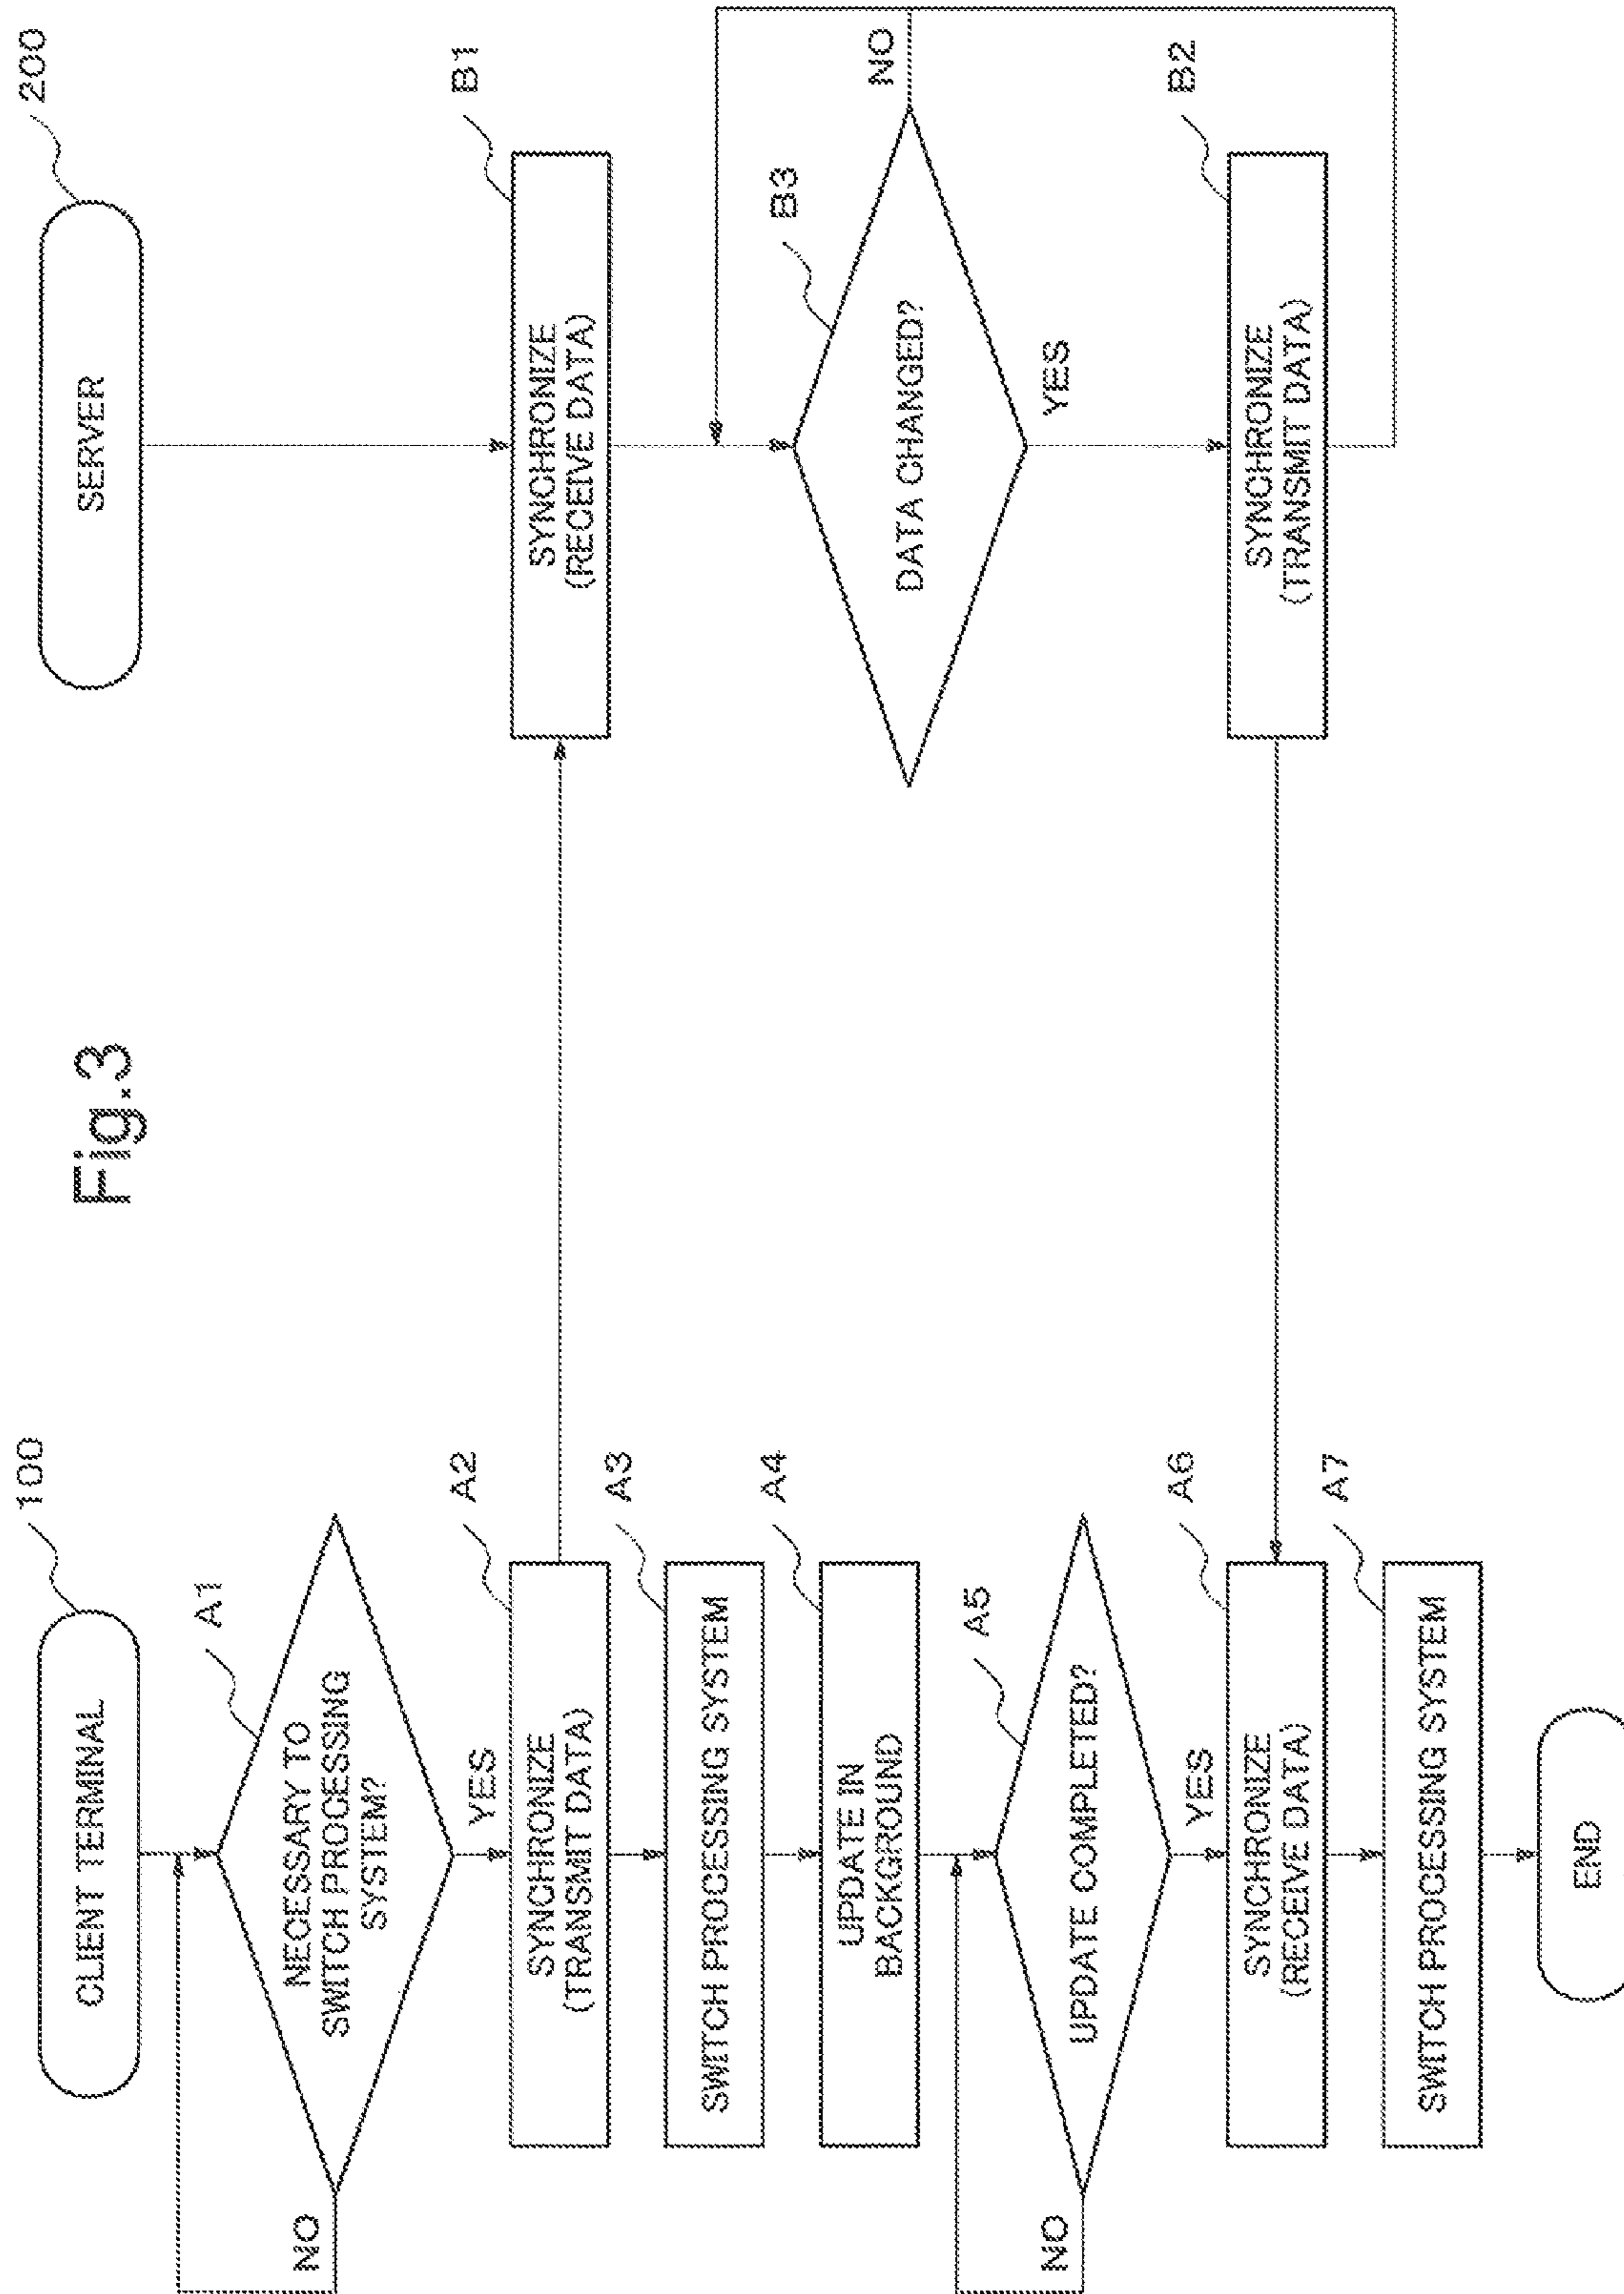 Fig.3
CLIENT TERMINAL
100
NECESSARY TO
SWITCH PROCESSING
SYSTEM?
A1
NO
YES
SYNCHRONIZE
(TRANSMIT DATA)
A2
SWITCH PROCESSING SYSTEM
A3
UPDATE IN
BACKGROUND
A4
UPDATE COMPLETED?
A5
NO
YES
SYNCHRONIZE
(RECEIVE DATA)
A6
SWITCH PROCESSING SYSTEM
A7
END
SERVER
200
SYNCHRONIZE
(RECEIVE DATA)
B1
DATA CHANGED?
B3
NO
YES
SYNCHRONIZE
(TRANSMIT DATA)
B2